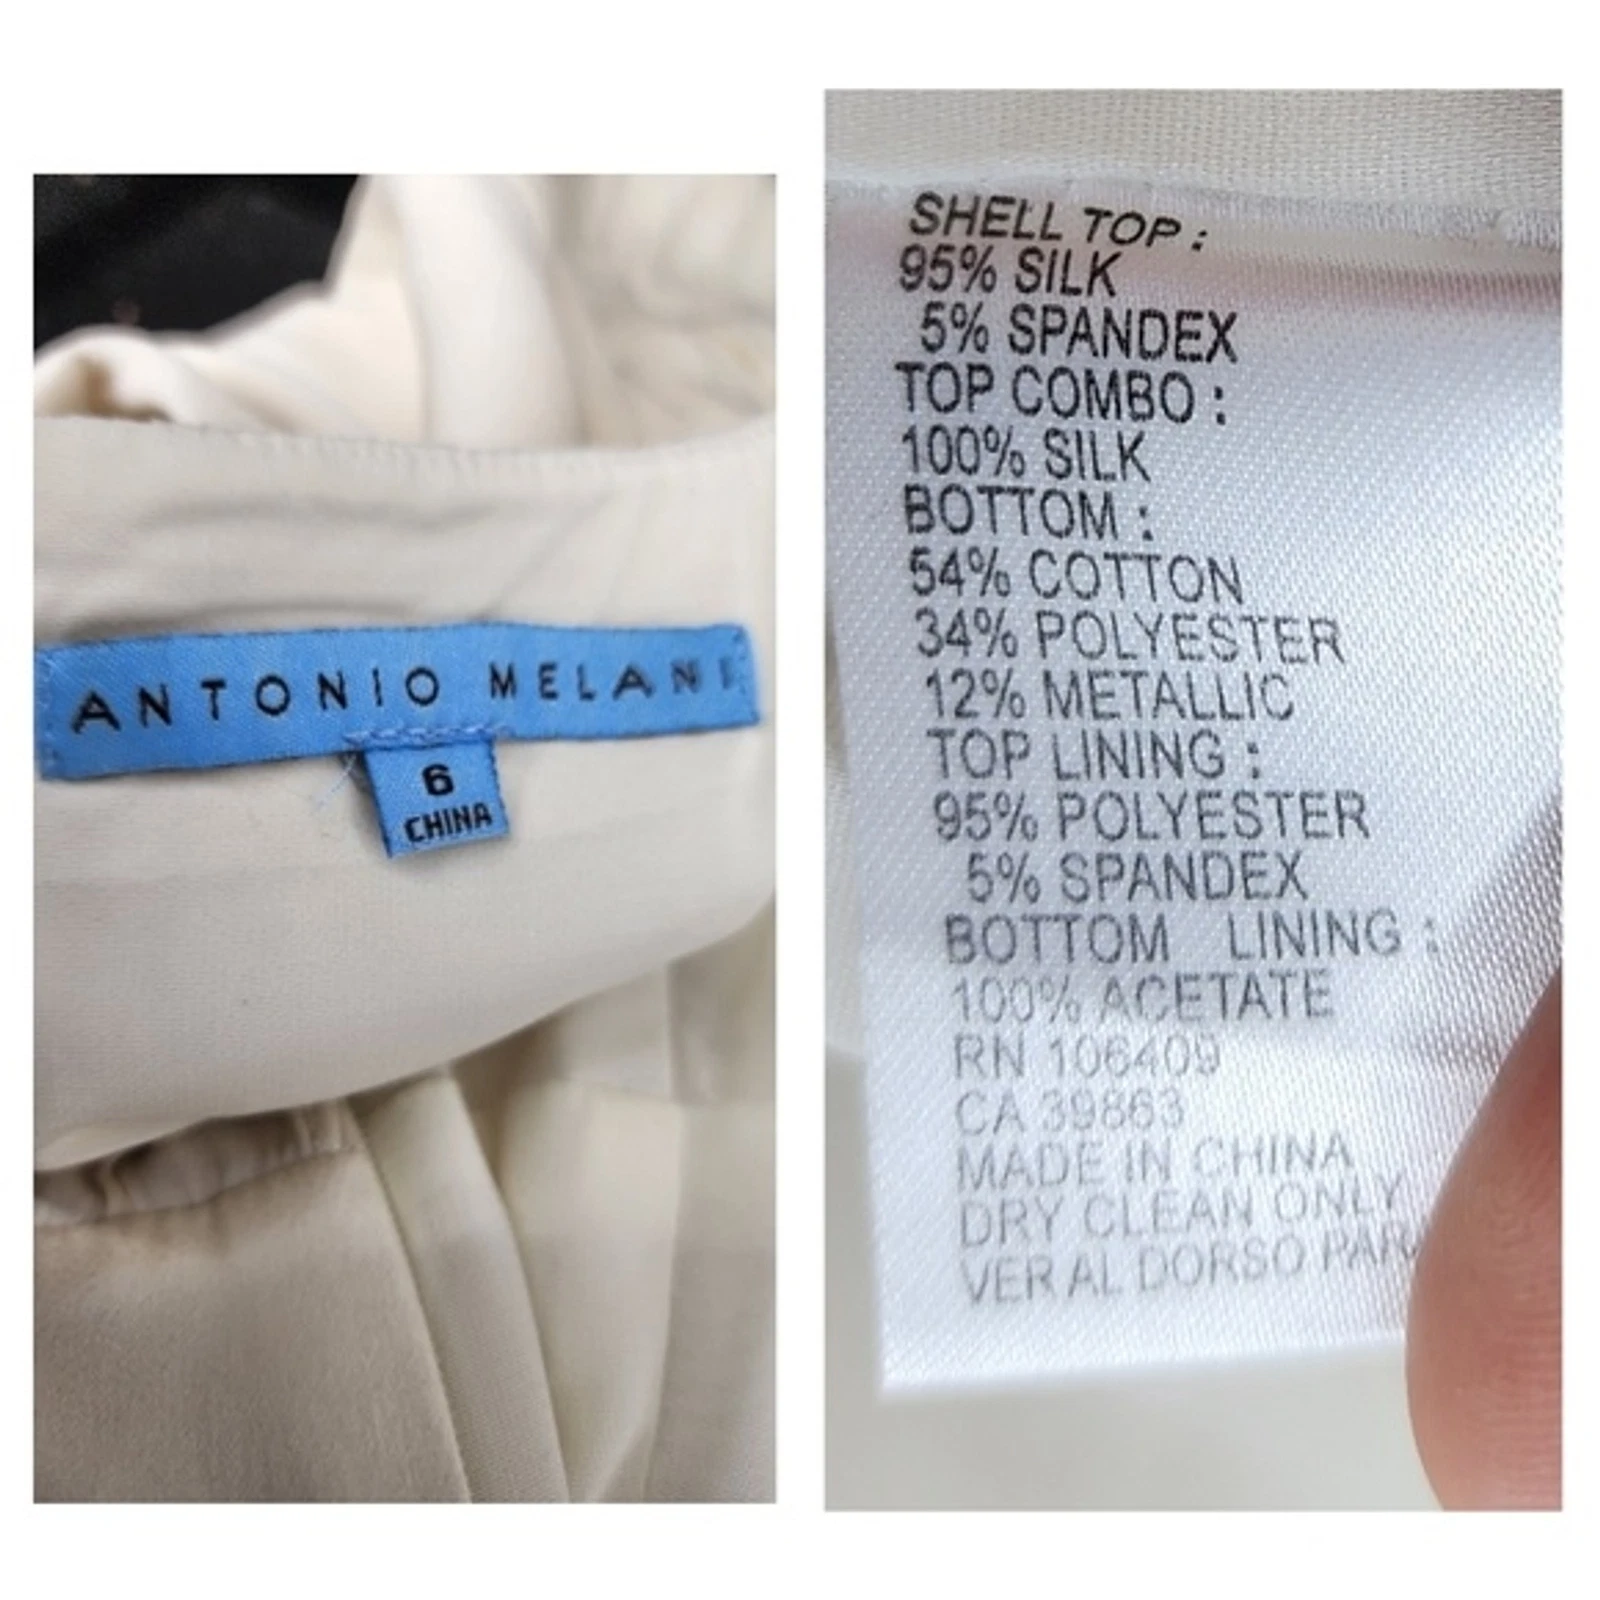 ANTONIO MELANI
6
CHINA
SHELL TOP :
95% SILK
5% SPANDEX
TOP COMBO :
100% SILK
BOTTOM :
54% COTTON
34% POLYESTER
12% METALLIC
TOP LINING :
95% POLYESTER
5% SPANDEX
BOTTOM LINING :
100% ACETATE
RN 106409
CA 39863
MADE IN CHINA
DRY CLEAN ONLY
VER AL DORSO PAR